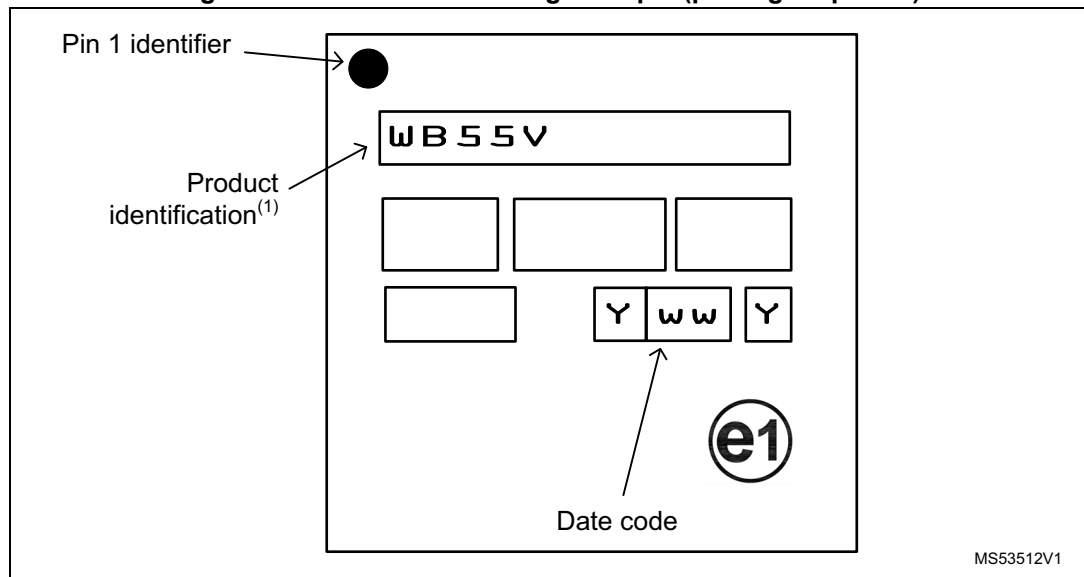 Pin 1 identifier
WB55V
Product
identification(1)
Y WW Y
e1
Date code
MS53512V1